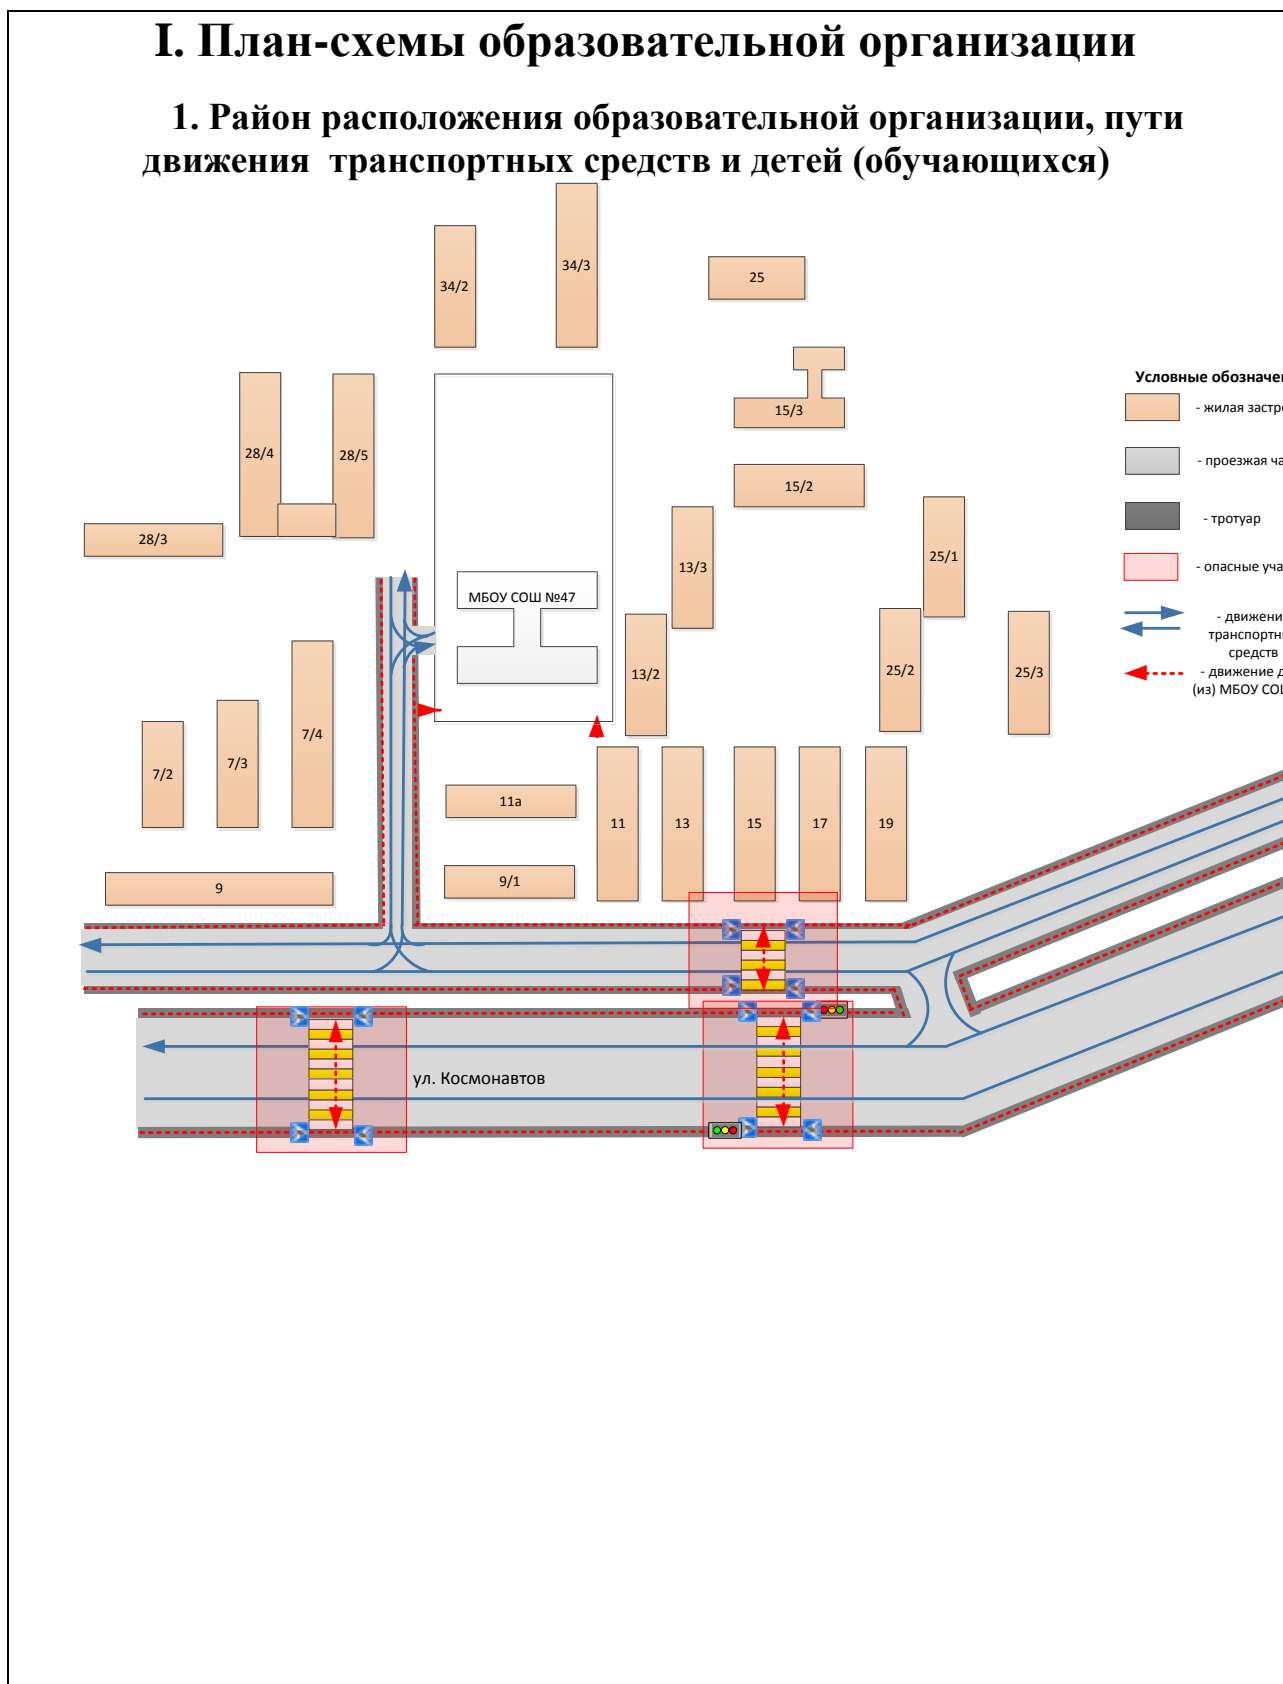 I. План-схемы образовательной организации
1. Район расположения образовательной организации, пути
движения транспортных средств и детей (обучающихся)
34/2
34/3
25
15/3
28/4
28/5
15/2
28/3
13/3
25/1
МБОУ СОШ №47
13/2
25/2
25/3
7/2
7/3
7/4
11а
11
13
15
17
19
9
9/1
ул. Космонавтов
Условные обозначе
- жилая застр
- проезжая ча
- тротуар
- опасные уча
- движени
транспортн
средств
- движение д
(из) МБОУ СО